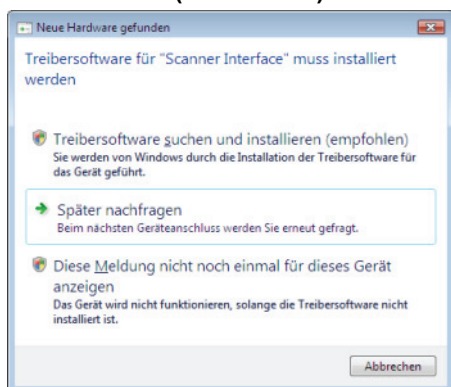 Neue Hardware gefunden
Treibersoftware für "Scanner Interface" muss installiert
werden
Treibersoftware suchen und installieren (empfohlen)
Sie werden von Windows durch die Installation der Treibersoftware für
das Gerät geführt.
Später nachfragen
Beim nächsten Geräteanschluss werden Sie erneut gefragt.
Diese Meldung nicht noch einmal für dieses Gerät
anzeigen
Das Gerät wird nicht funktionieren, solange die Treibersoftware nicht
installiert ist.
Abbrechen